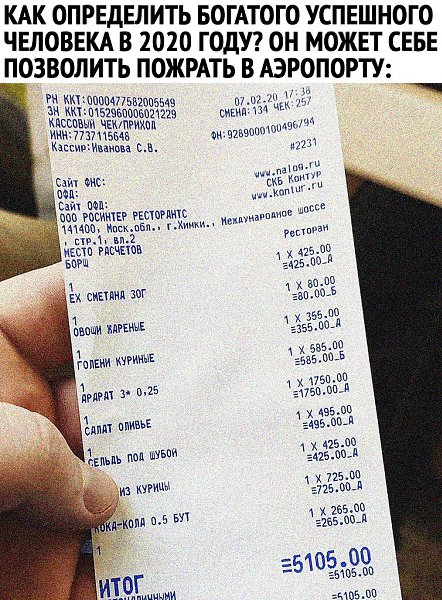 КАК ОПРЕДЕЛИТЬ БОГАТОГО УСПЕШНОГО
ЧЕЛОВЕКА В 2020 ГОДУ? ОН МОЖЕТ СЕБЕ
ПОЗВОЛИТЬ ПОЖРАТЬ В АЭРОПОРТУ:
РН ККТ:0000477582005549 07.02.20 17:38
ЗН ККТ:0152960006021229 СМЕНА:134 ЧЕК:257
КАССОВЫЙ ЧЕК/ПРИХОД
ИНН:7737115648 ФН:9289000100496794
Кассир:Иванова С.В. #2231
Сайт ФНС: www.nalog.ru
ОФД: СКБ Контур
Сайт ОФД: www.kontur.ru
ООО РОСИНТЕР РЕСТОРАНТС
141400, Моск.обл., г.Химки., Международное шоссе
, стр.1, вл.2
МЕСТО РАСЧЕТОВ Ресторан
БОРЩ
1 1 X 425.00
≡425.00_А
ЕХ СМЕТАНА 30Г
1 1 X 80.00
≡80.00_Б
ОВОЩИ ЖАРЕНЫЕ
1 1 X 355.00
≡355.00_А
ГОЛЕНИ КУРИНЫЕ
1 1 X 585.00
≡585.00_Б
АРАРАТ 3* 0,25
1 1 X 1750.00
≡1750.00_А
САЛАТ ОЛИВЬЕ
1 1 X 495.00
≡495.00_А
СЕЛЬДЬ ПОД ШУБОЙ
1 X 425.00
≡425.00_А
ИЗ КУРИЦЫ
1 X 725.00
≡725.00_А
КОКА-КОЛА 0.5 БУТ
1 1 X 265.00
≡265.00_А
ИТОГ ≡5105.00
≡5105.00
≡5105.00